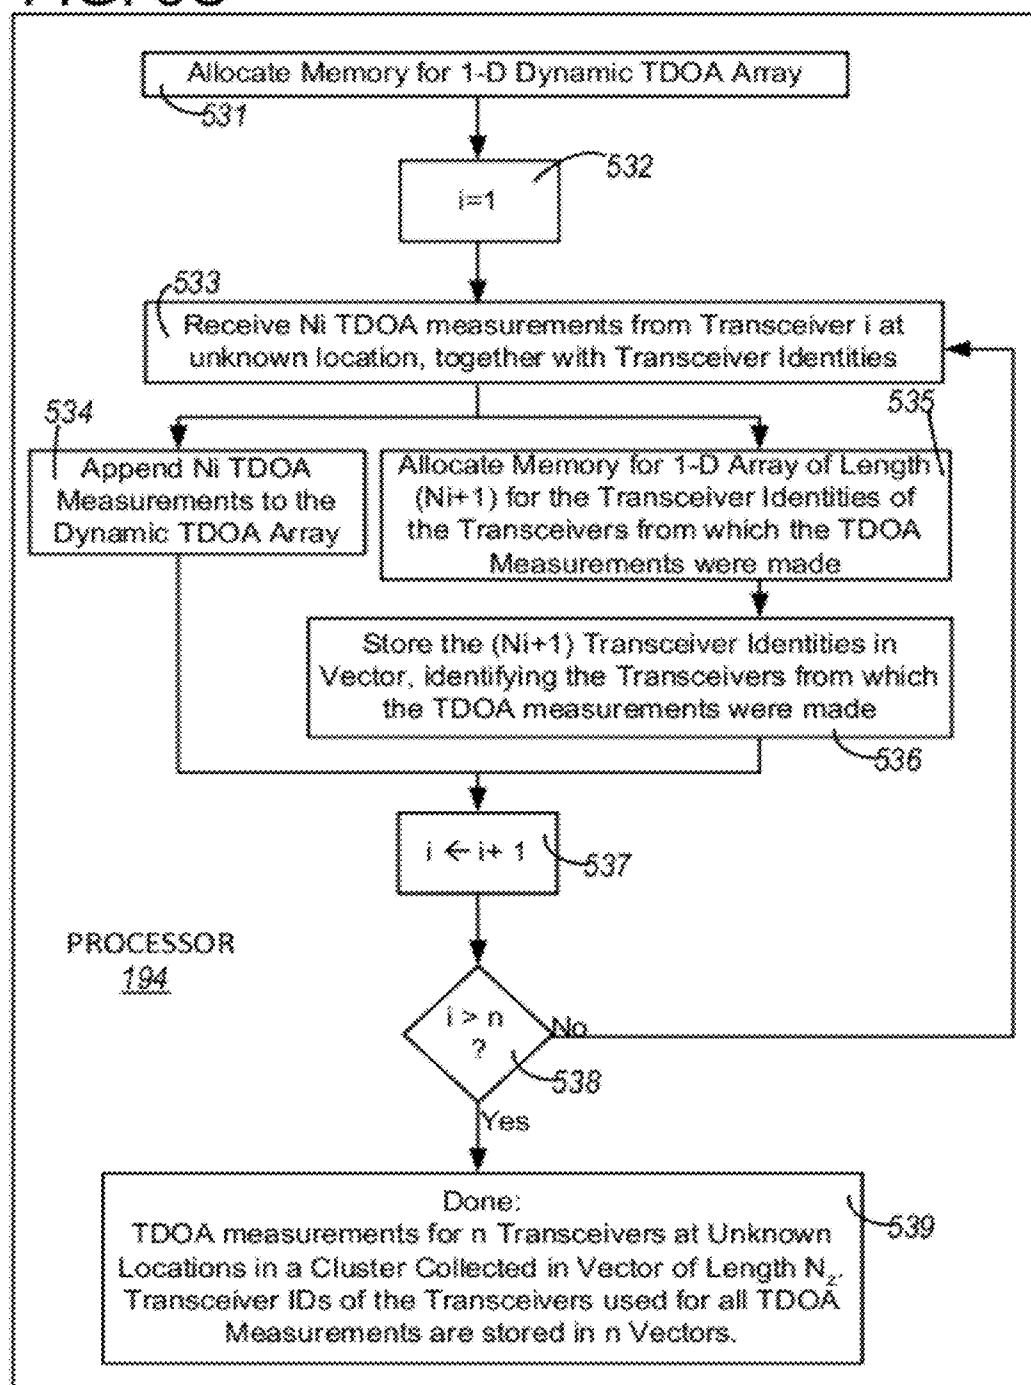 Allocate Memory for 1-D Dynamic TDOA Array
531
532
i=1
533
Receive Ni TDOA measurements from Transceiver i at
unknown location, together with Transceiver Identities
534
535
Append Ni TDOA
Measurements to the
Dynamic TDOA Array
Allocate Memory for 1-D Array of Length
(Ni+1) for the Transceiver Identities of
the Transceivers from which the TDOA
Measurements were made
Store the (Ni+1) Transceiver Identities in
Vector, identifying the Transceivers from which
the TDOA measurements were made
536
i ← i+ 1
537
PROCESSOR
194
i > n
?
No
538
Yes
Done:
TDOA measurements for n Transceivers at Unknown
Locations in a Cluster Collected in Vector of Length Nz.
Transceiver IDs of the Transceivers used for all TDOA
Measurements are stored in n Vectors.
539